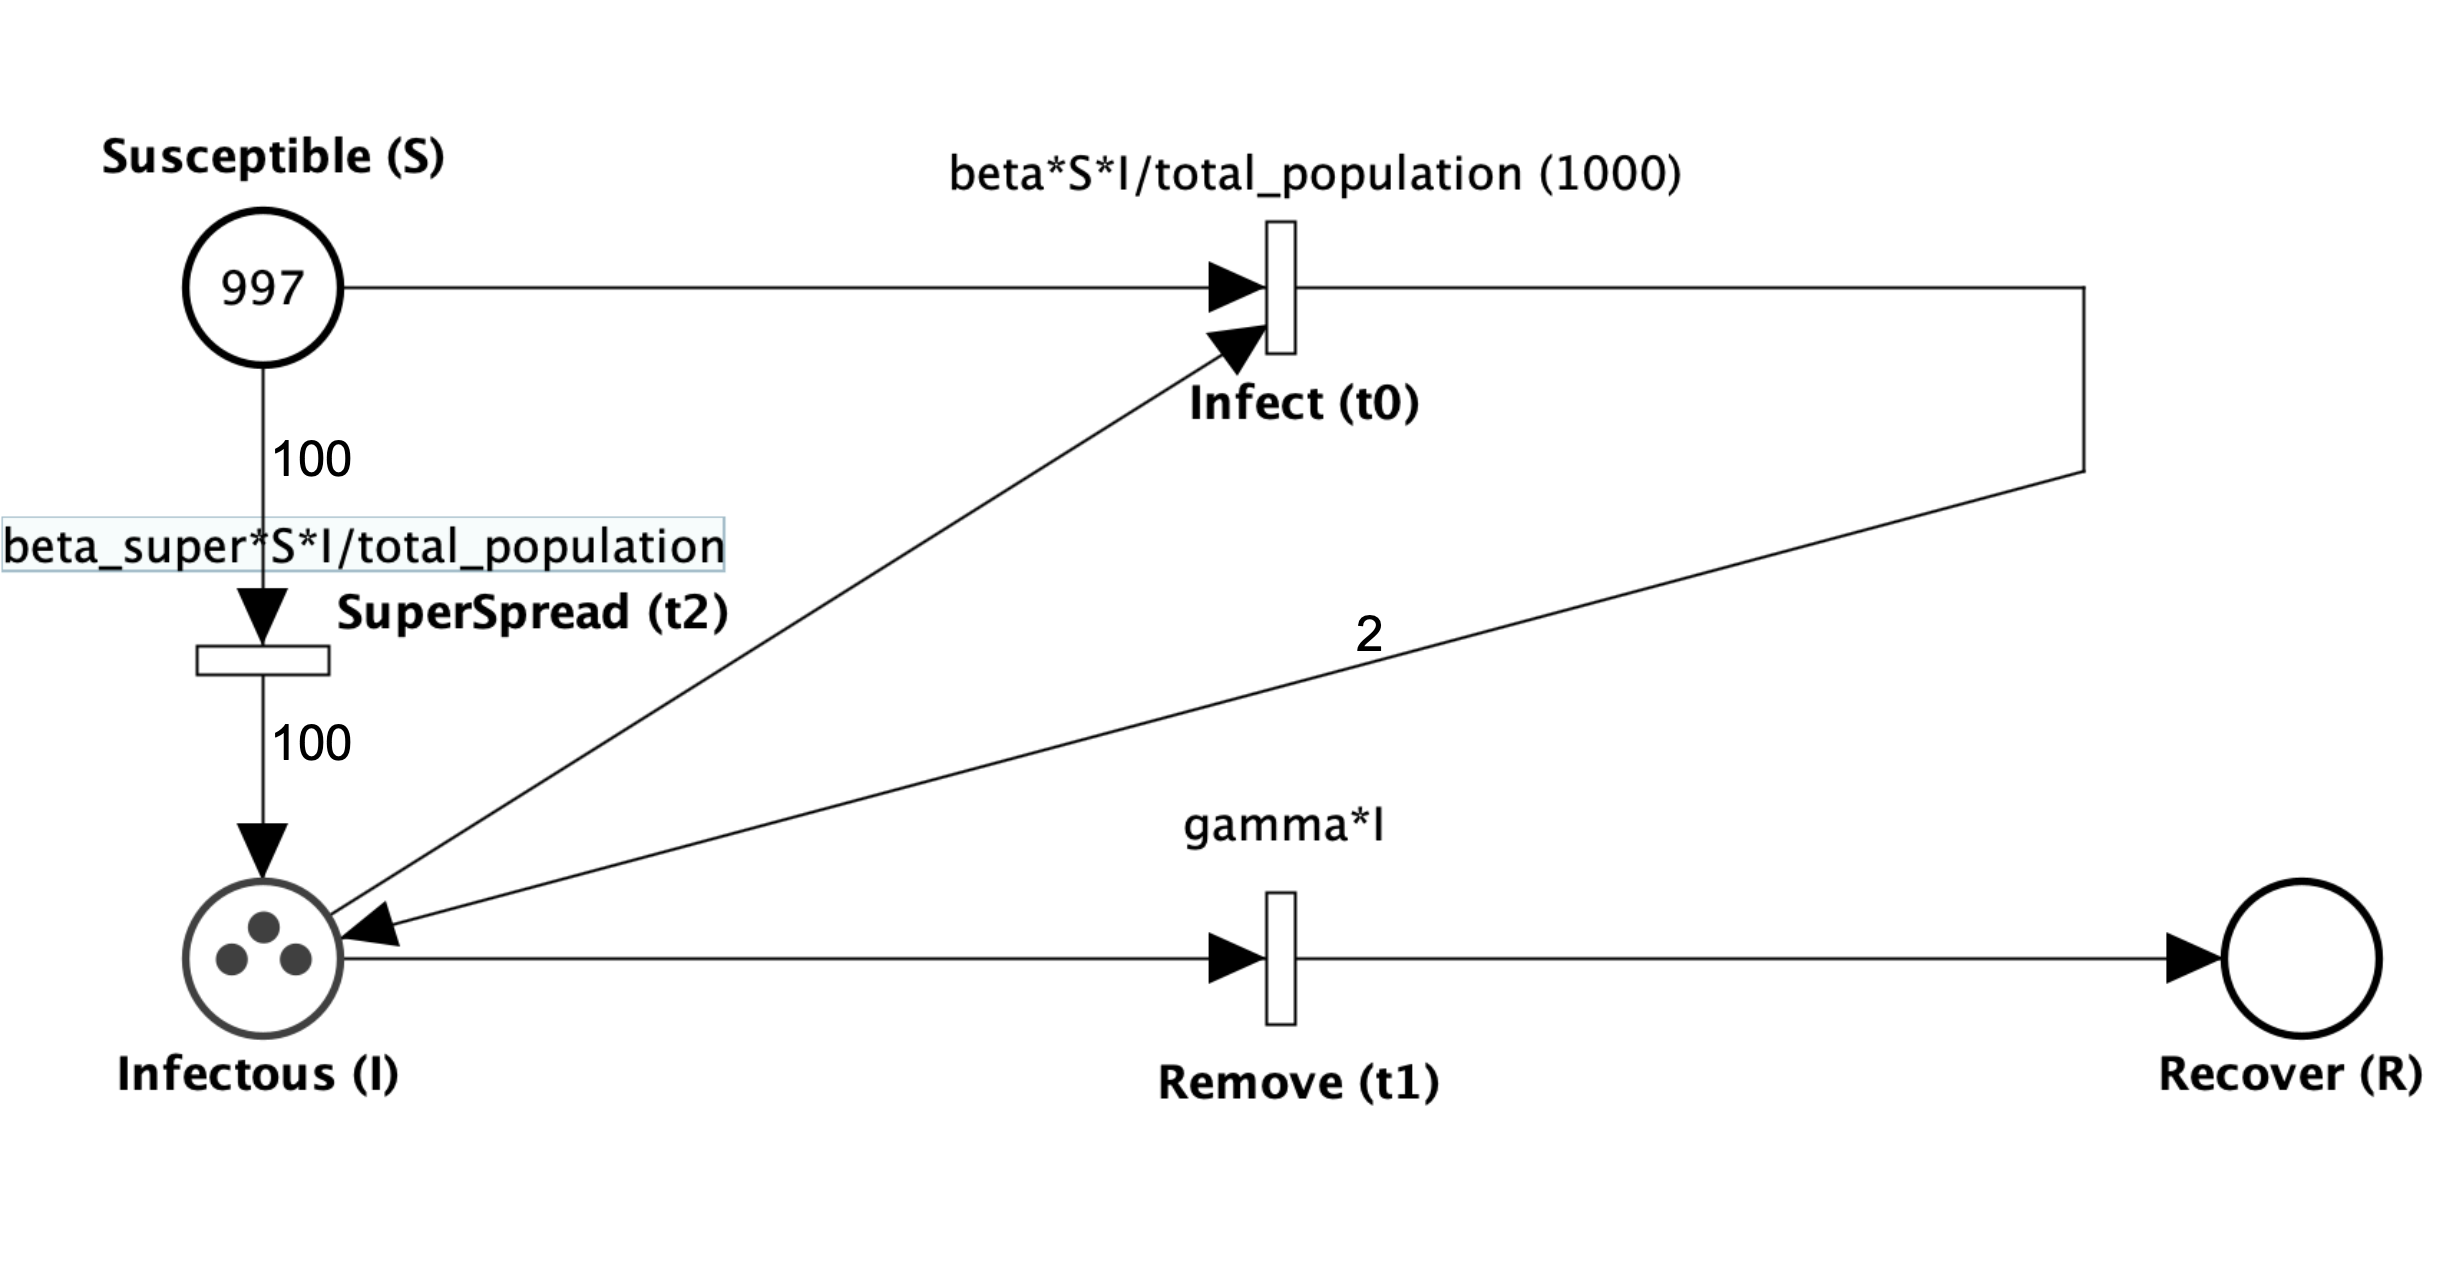 Susceptible (S)
beta*S*I/total_population (1000)
997
Infect (t0)
100
beta_super*S*I/total_population
SuperSpread (t2)
2
100
gamma*I
Infectous (I)
Remove (t1)
Recover (R)